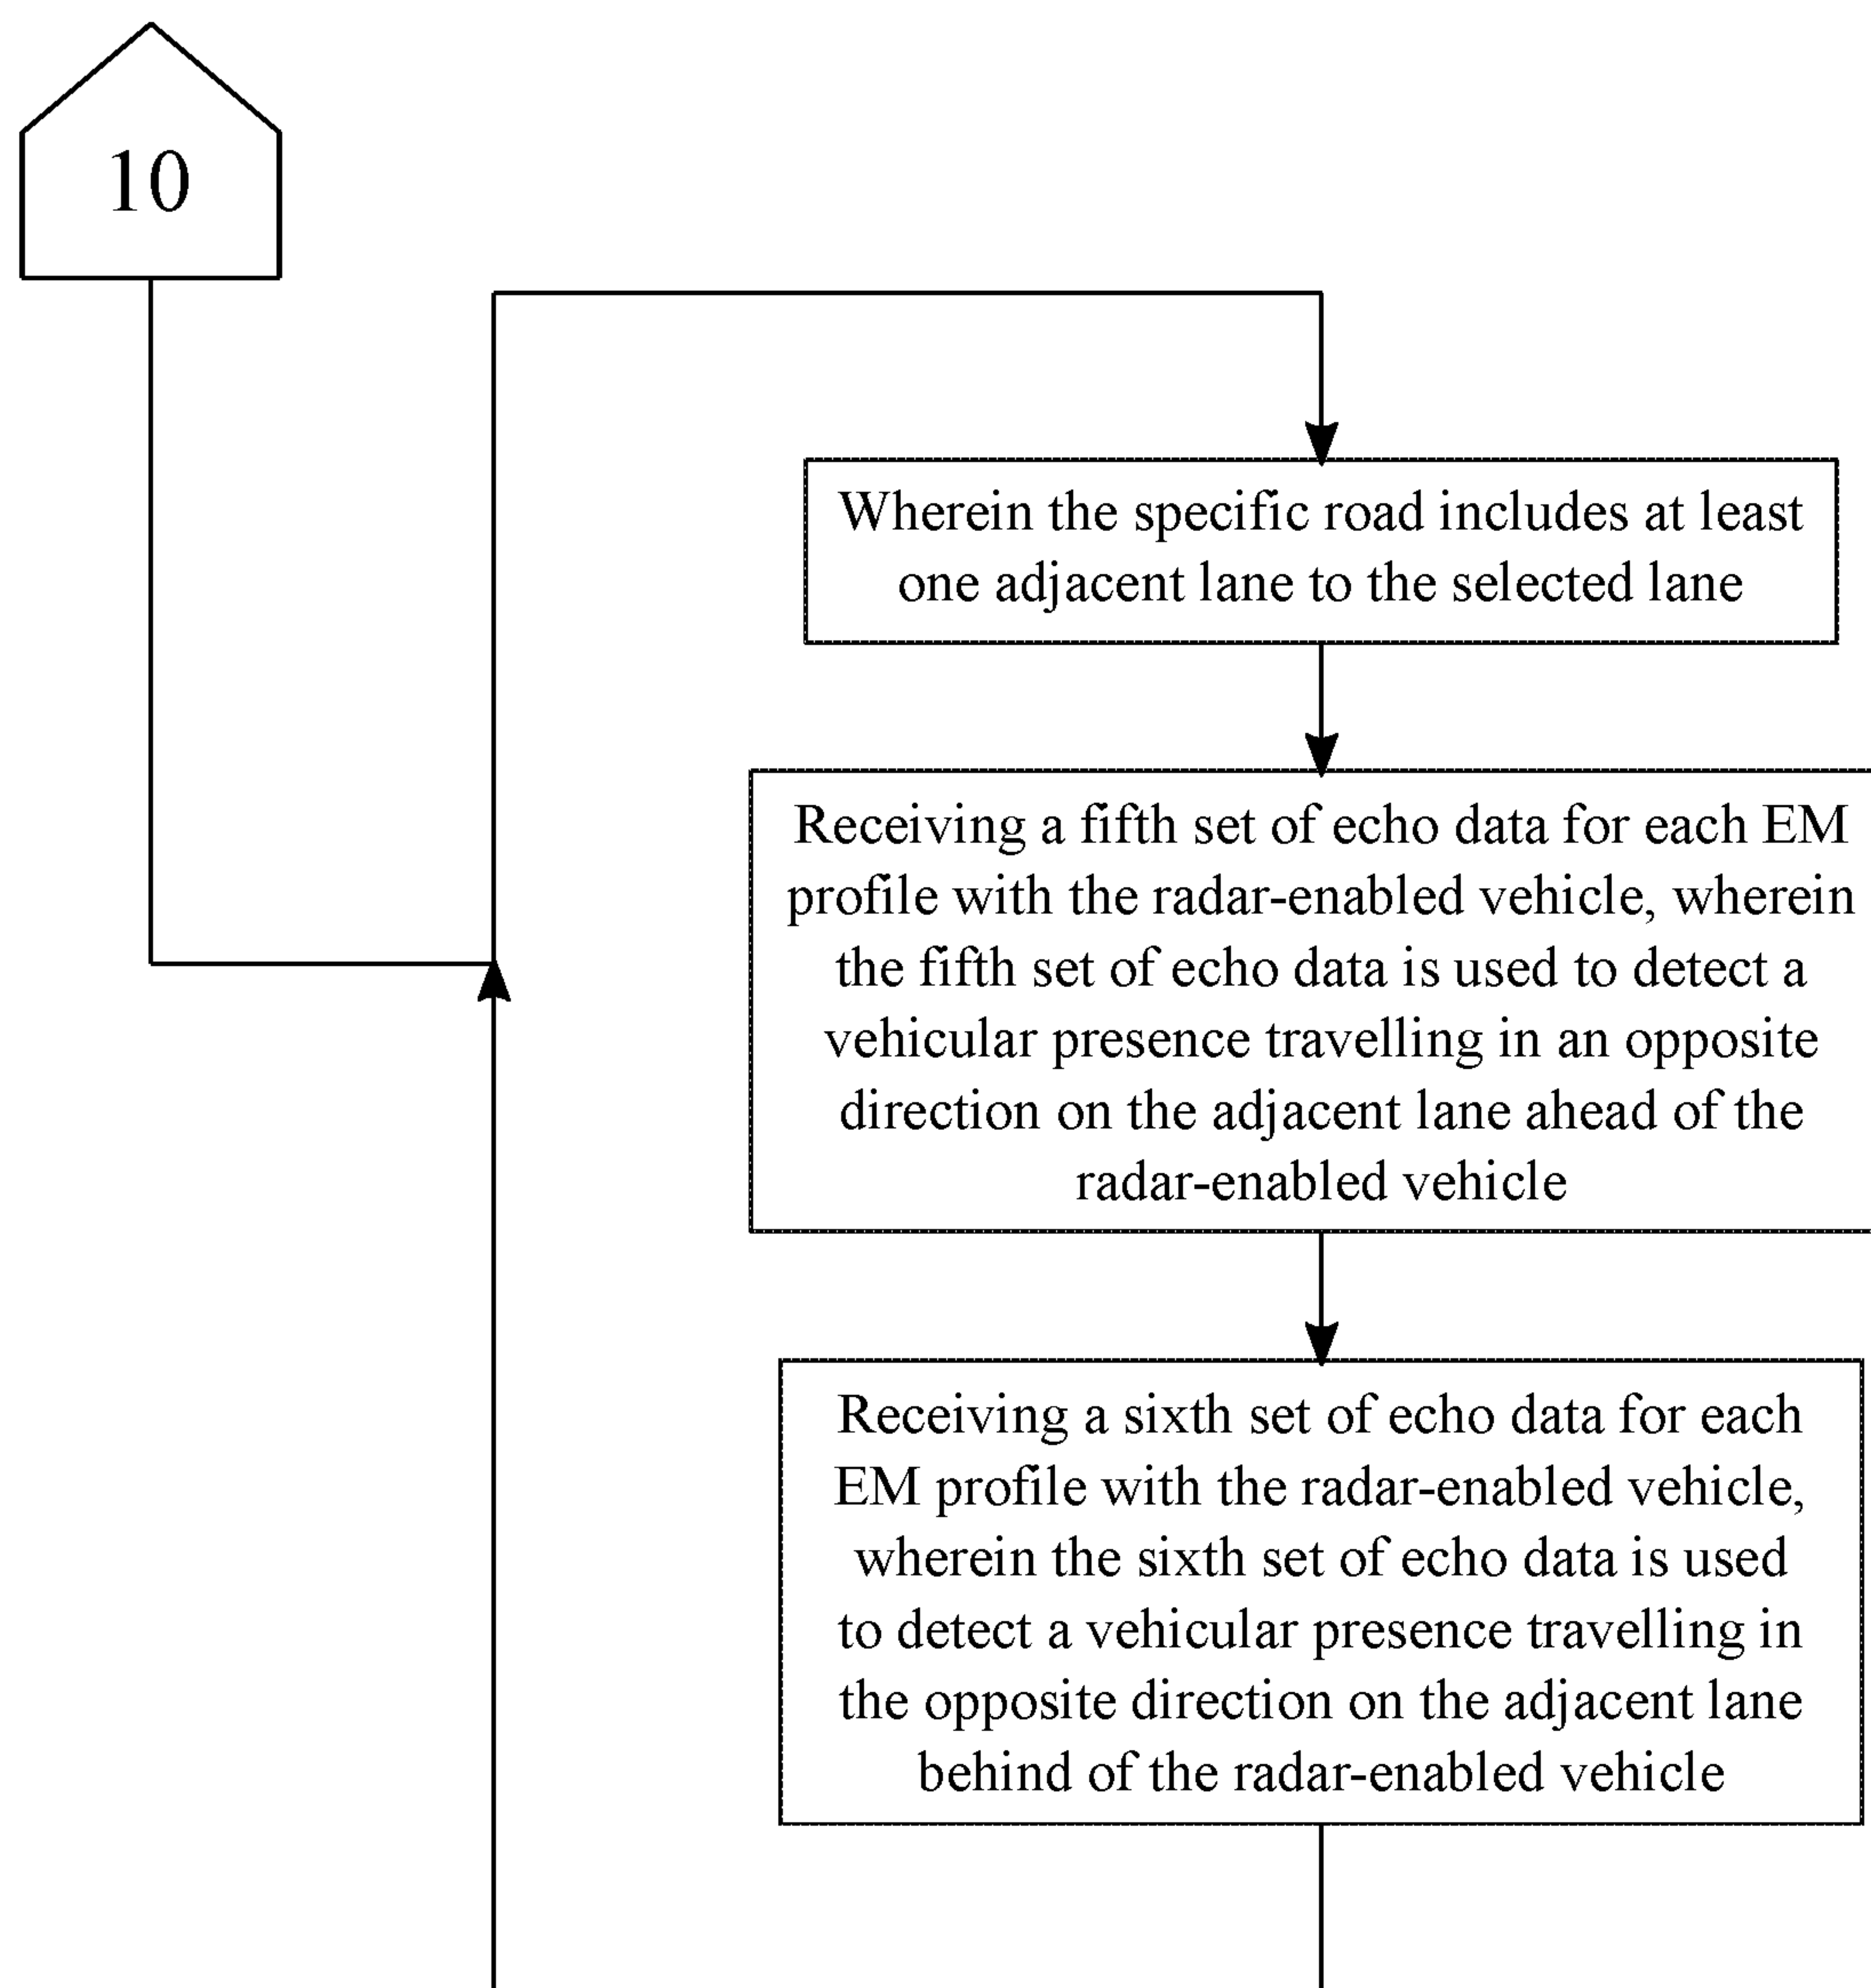 10
Wherein the specific road includes at least
one adjacent lane to the selected lane
Receiving a fifth set of echo data for each EM
profile with the radar-enabled vehicle, wherein
the fifth set of echo data is used to detect a
vehicular presence travelling in an opposite
direction on the adjacent lane ahead of the
radar-enabled vehicle
Receiving a sixth set of echo data for each
EM profile with the radar-enabled vehicle,
wherein the sixth set of echo data is used
to detect a vehicular presence travelling in
the opposite direction on the adjacent lane
behind of the radar-enabled vehicle